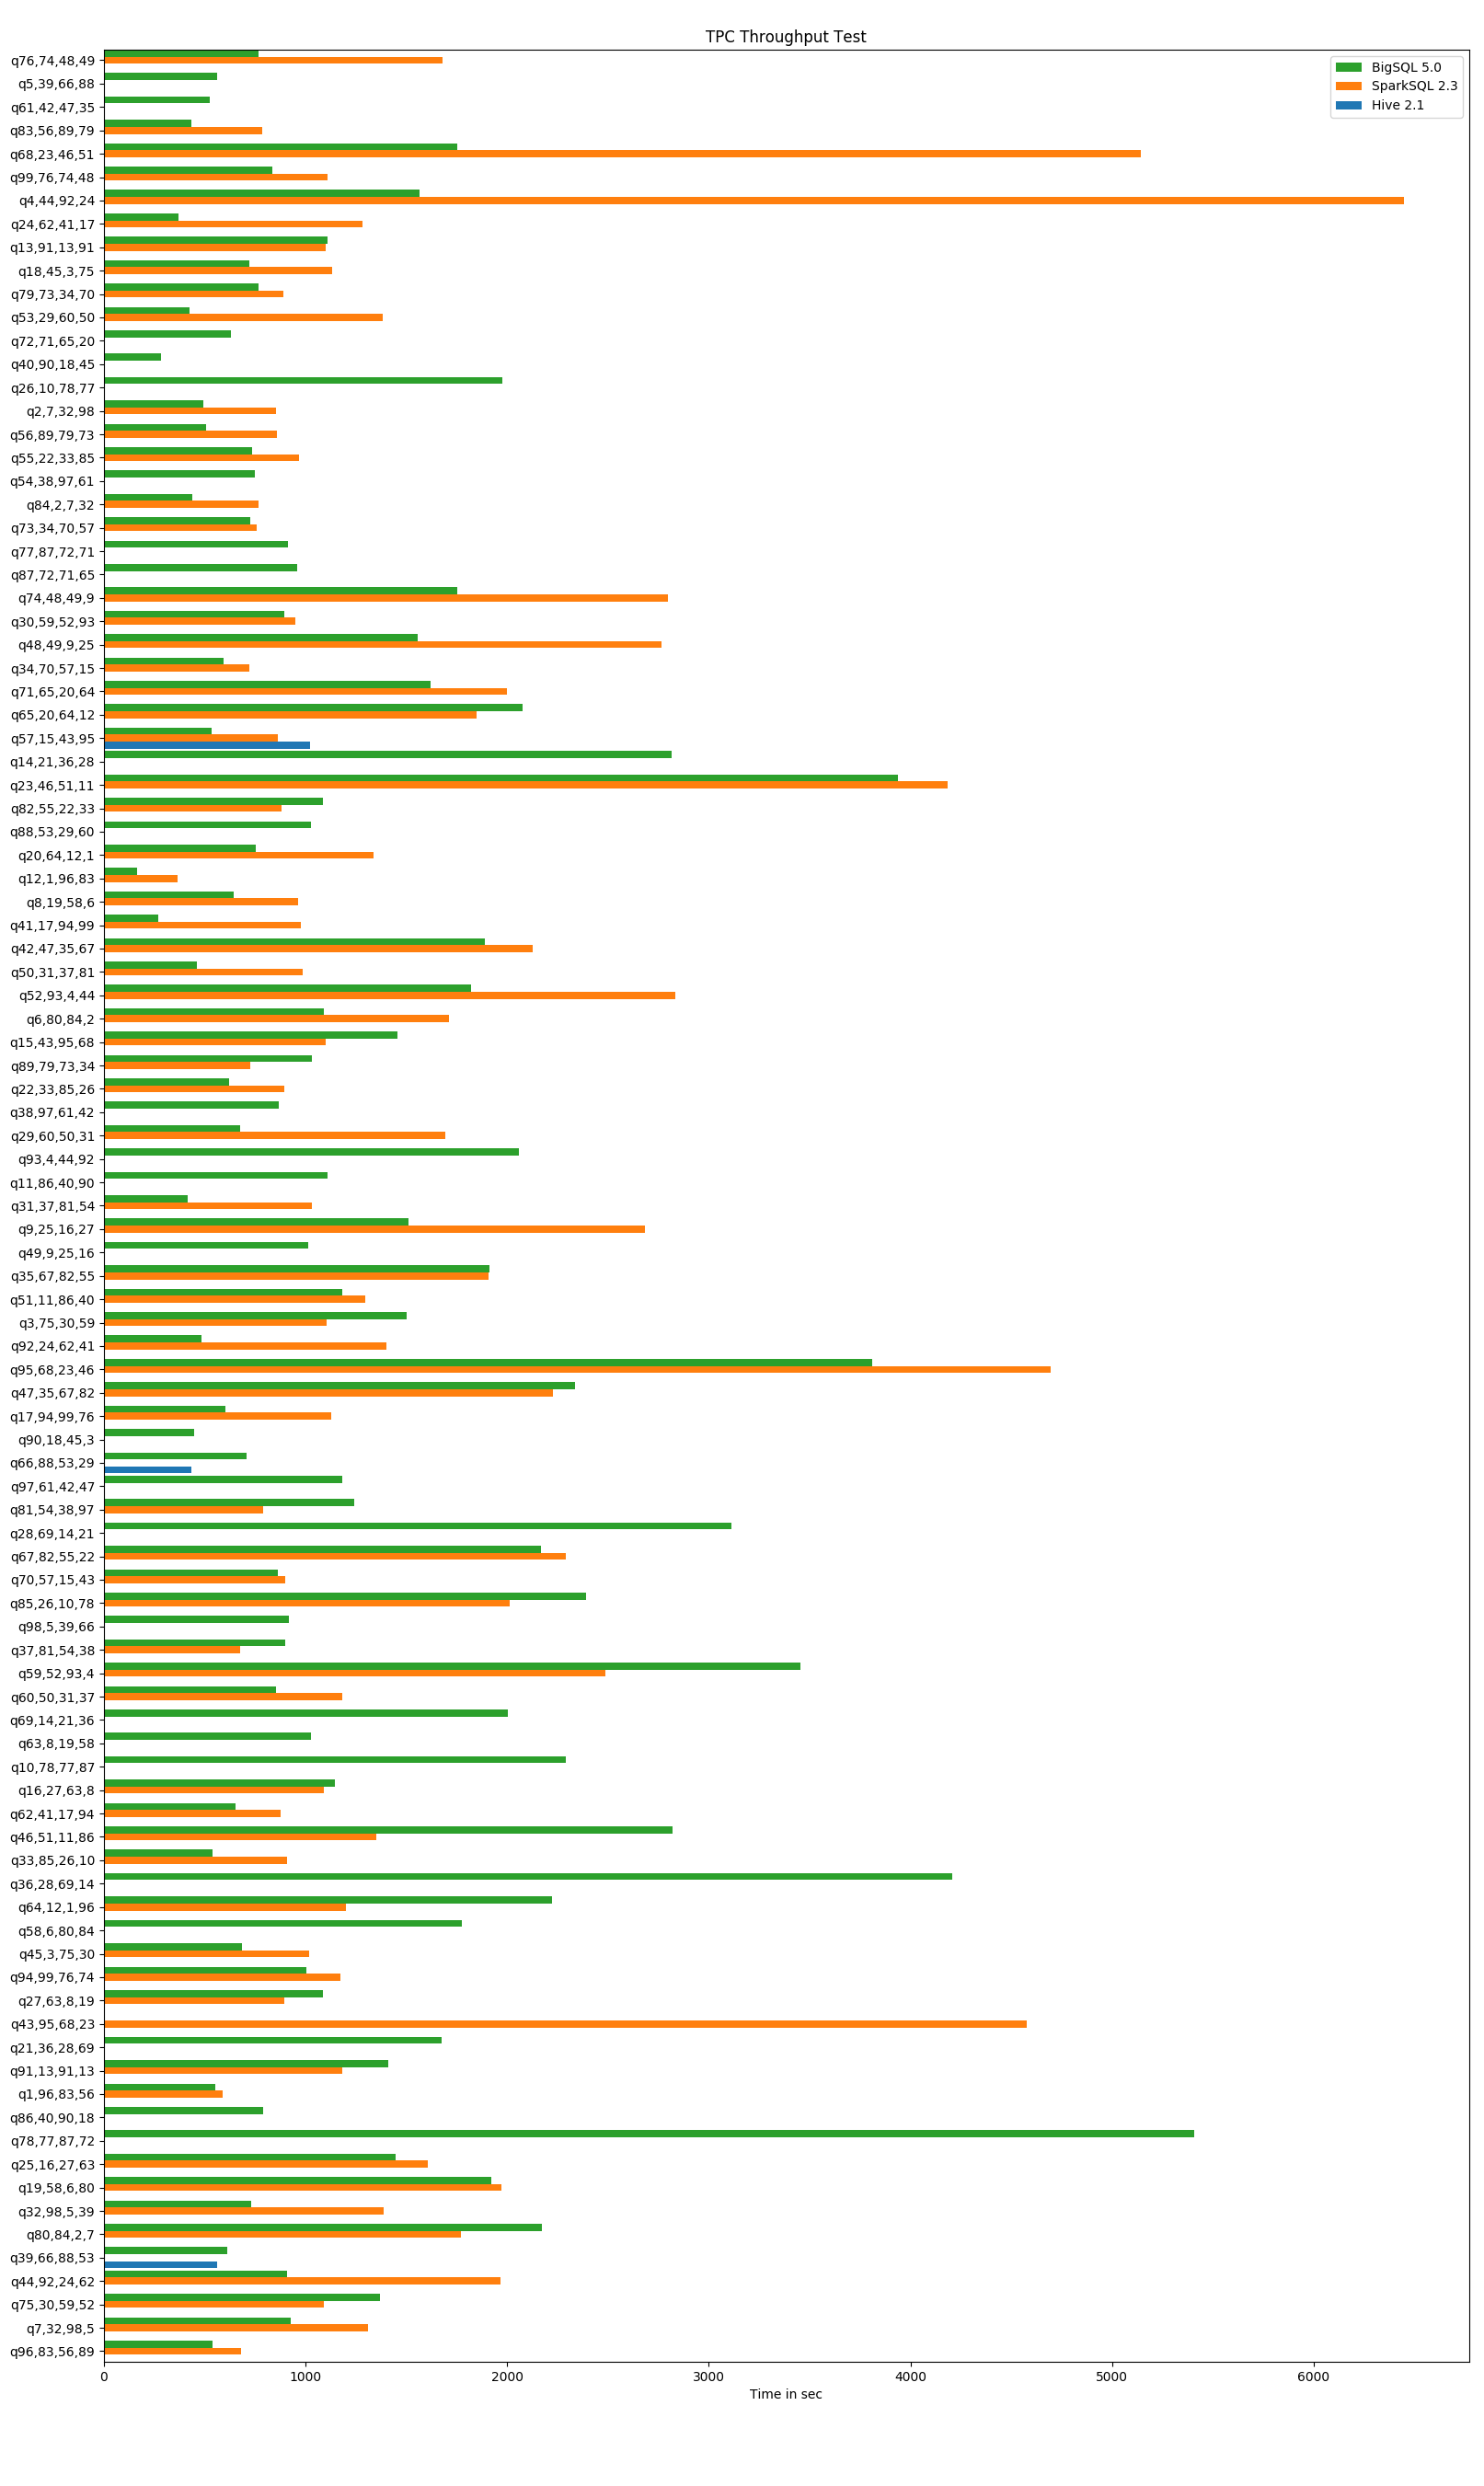 TPC Throughput Test
BigSQL 5.0
SparkSQL 2.3
Hive 2.1
q76,74,48,49
q5,39,66,88
q61,42,47,35
q83,56,89,79
q68,23,46,51
q99,76,74,48
q4,44,92,24
q24,62,41,17
q13,91,13,91
q18,45,3,75
q79,73,34,70
q53,29,60,50
q72,71,65,20
q40,90,18,45
q26,10,78,77
q2,7,32,98
q56,89,79,73
q55,22,33,85
q54,38,97,61
q84,2,7,32
q73,34,70,57
q77,87,72,71
q87,72,71,65
q74,48,49,9
q30,59,52,93
q48,49,9,25
q34,70,57,15
q71,65,20,64
q65,20,64,12
q57,15,43,95
q14,21,36,28
q23,46,51,11
q82,55,22,33
q88,53,29,60
q20,64,12,1
q12,1,96,83
q8,19,58,6
q41,17,94,99
q42,47,35,67
q50,31,37,81
q52,93,4,44
q6,80,84,2
q15,43,95,68
q89,79,73,34
q22,33,85,26
q38,97,61,42
q29,60,50,31
q93,4,44,92
q11,86,40,90
q31,37,81,54
q9,25,16,27
q49,9,25,16
q35,67,82,55
q51,11,86,40
q3,75,30,59
q92,24,62,41
q95,68,23,46
q47,35,67,82
q17,94,99,76
q90,18,45,3
q66,88,53,29
q97,61,42,47
q81,54,38,97
q28,69,14,21
q67,82,55,22
q70,57,15,43
q85,26,10,78
q98,5,39,66
q37,81,54,38
q59,52,93,4
q60,50,31,37
q69,14,21,36
q63,8,19,58
q10,78,77,87
q16,27,63,8
q62,41,17,94
q46,51,11,86
q33,85,26,10
q36,28,69,14
q64,12,1,96
q58,6,80,84
q45,3,75,30
q94,99,76,74
q27,63,8,19
q43,95,68,23
q21,36,28,69
q91,13,91,13
q1,96,83,56
q86,40,90,18
q78,77,87,72
q25,16,27,63
q19,58,6,80
q32,98,5,39
q80,84,2,7
q39,66,88,53
q44,92,24,62
q75,30,59,52
q7,32,98,5
q96,83,56,89
0 1000 2000 3000 4000 5000 6000
Time in sec